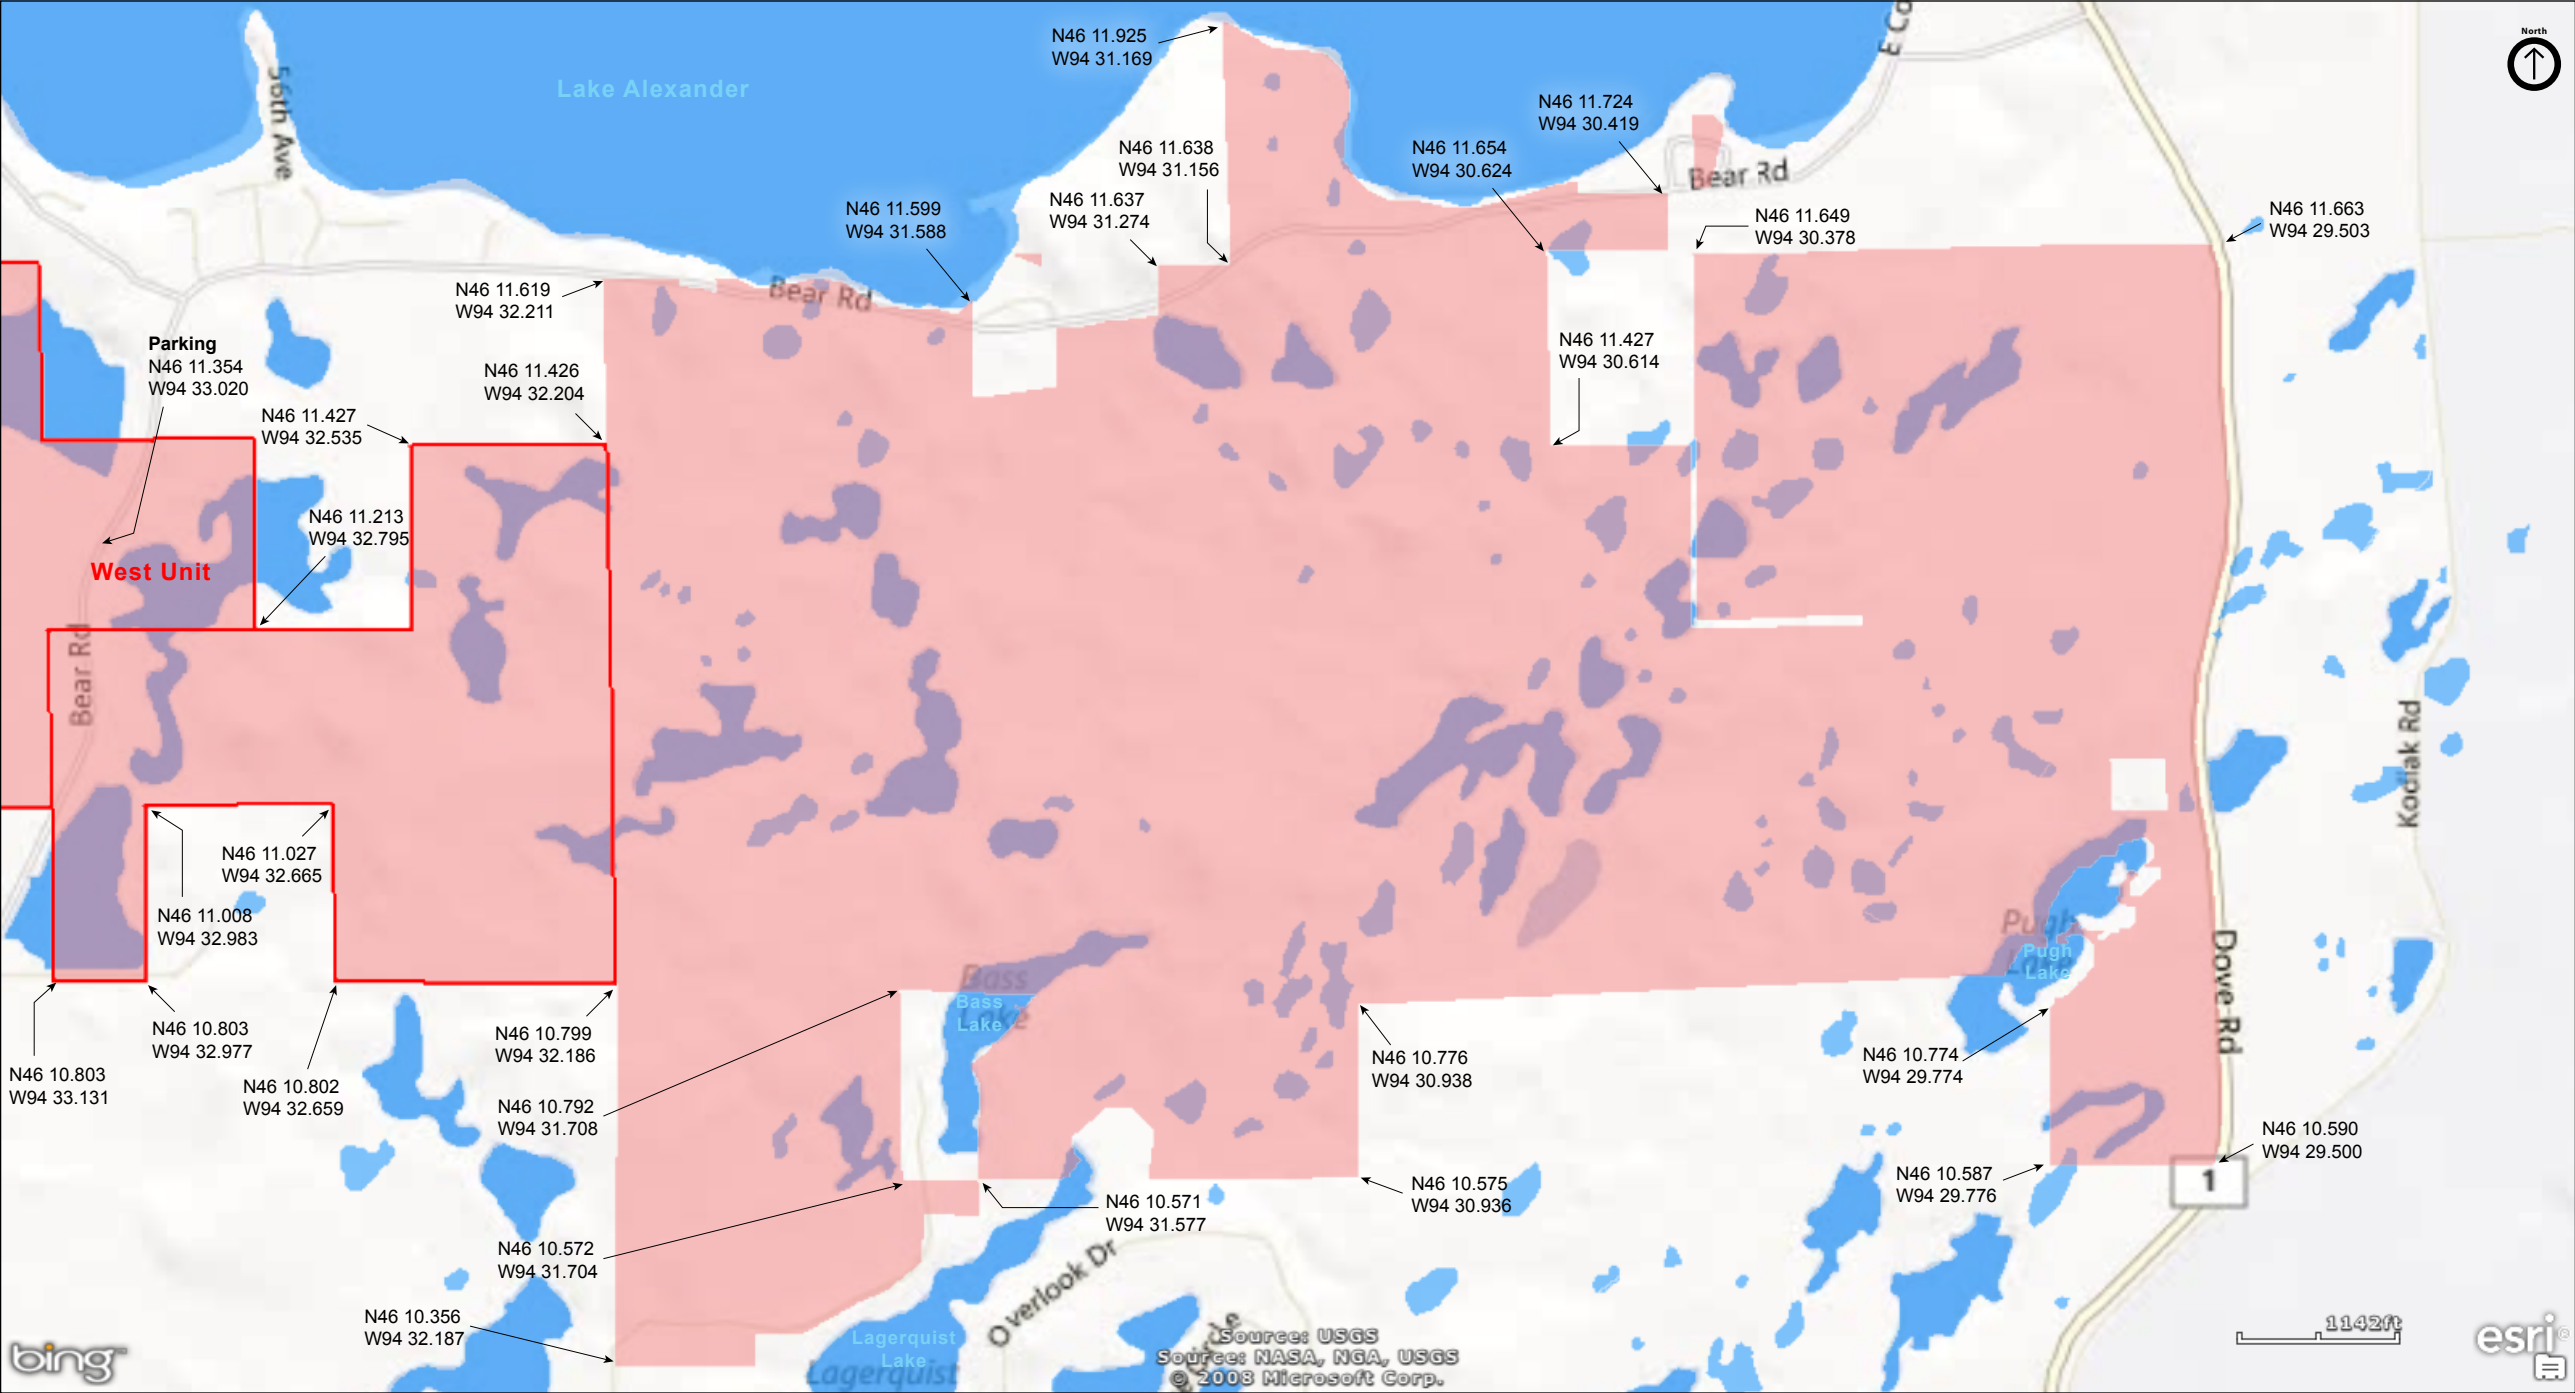 North
56th Ave
Lake Alexander
N46 11.925
W94 31.169
E Co
N46 11.724
W94 30.419
N46 11.638
W94 31.156
N46 11.654
W94 30.624
Bear Rd
N46 11.599
W94 31.588
N46 11.637
W94 31.274
N46 11.649
W94 30.378
N46 11.663
W94 29.503
N46 11.619
W94 32.211
Bear Rd
Parking
N46 11.354
W94 33.020
N46 11.426
W94 32.204
N46 11.427
W94 30.614
N46 11.427
W94 32.535
N46 11.213
W94 32.795
West Unit
Bear Rd
Kodiak Rd
N46 11.027
W94 32.665
N46 11.008
W94 32.983
Pugh
Lake
Pugh
Lake
Dove Rd
Bass
Lake
Bass
Lake
N46 10.803
W94 32.977
N46 10.799
W94 32.186
N46 10.776
W94 30.938
N46 10.774
W94 29.774
N46 10.803
W94 33.131
N46 10.802
W94 32.659
N46 10.792
W94 31.708
N46 10.590
W94 29.500
N46 10.587
W94 29.776
1
N46 10.575
W94 30.936
N46 10.571
W94 31.577
N46 10.572
W94 31.704
Overlook Dr
N46 10.356
W94 32.187
Lagerquist
Lake
Lagerquist
Circle
Source: USGS
Source: NASA, NGA, USGS
© 2008 Microsoft Corp.
1142ft
bing
esri